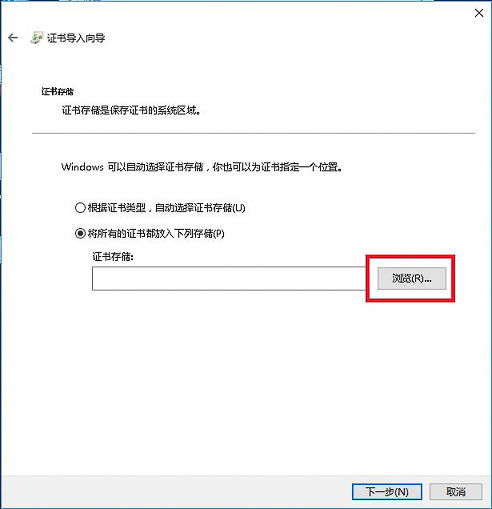 证书导入向导
证书存储
证书存储是保存证书的系统区域。
Windows 可以自动选择证书存储，你也可以为证书指定一个位置。
根据证书类型，自动选择证书存储(U)
将所有的证书都放入下列存储(P)
证书存储:
浏览(R)...
下一步(N)
取消